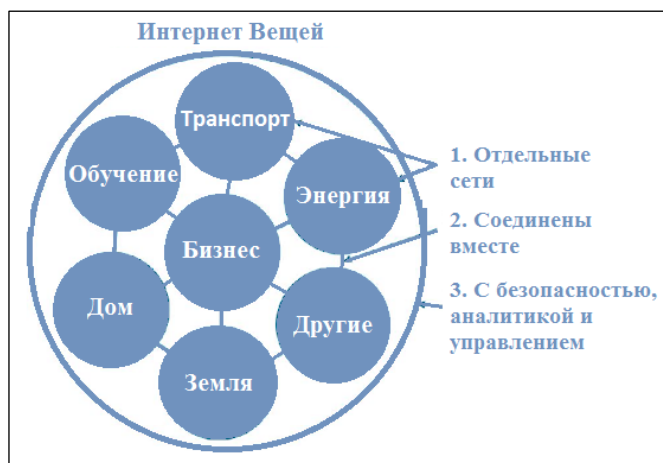 Интернет Вещей
Транспорт
Обучение
Энергия
Бизнес
Дом
Другие
Земля
1. Отдельные
сети
2. Соединены
вместе
3. С безопасностью,
аналитикой и
управлением